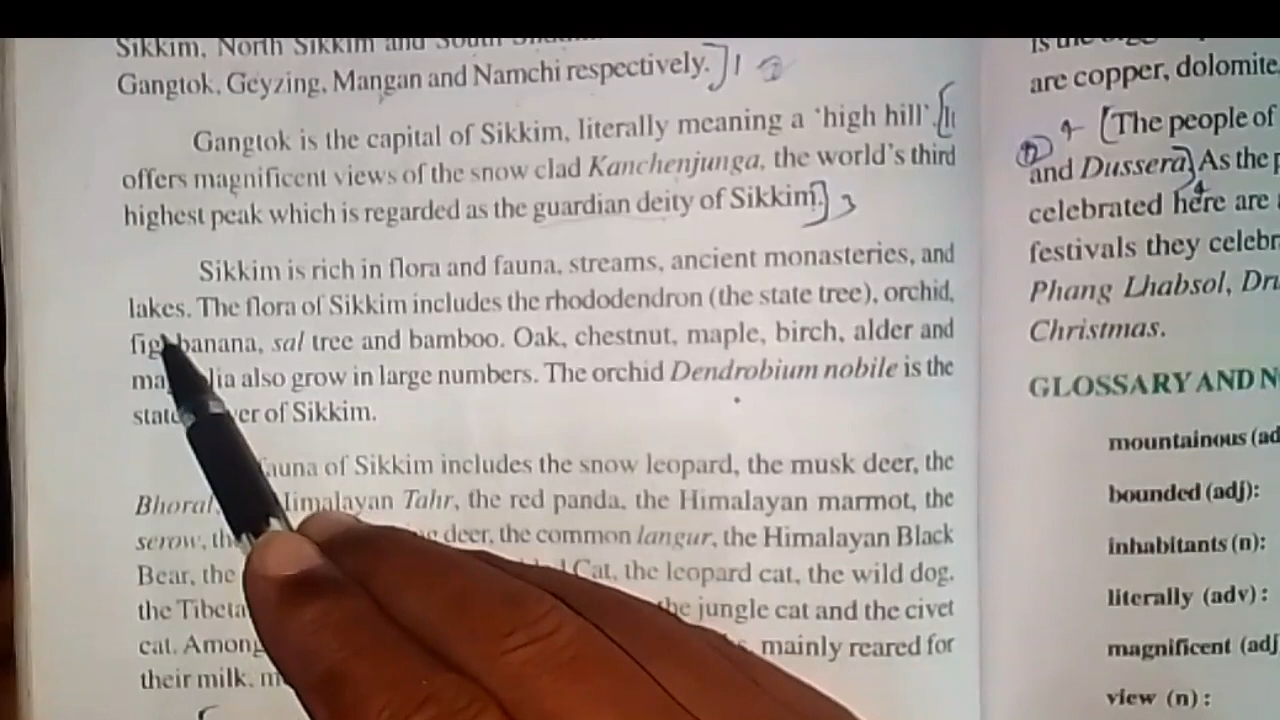 Sikkim, North Sikkim and South
Gangtok, Geyzing, Mangan and Namchi respectively.] 1
Gangtok is the capital of Sikkim, literally meaning a 'high hill'. [It
offers magnificent views of the snow clad Kanchenjunga, the world's third
highest peak which is regarded as the guardian deity of Sikkim.] 3
Sikkim is rich in flora and fauna, streams, ancient monasteries, and
lakes. The flora of Sikkim includes the rhododendron (the state tree), orchid,
fig, banana, sal tree and bamboo. Oak, chestnut, maple, birch, alder and
also grow in large numbers. The orchid Dendrobium nobile is the
state of Sikkim.
fauna of Sikkim includes the snow leopard, the musk deer, the
Bhoral, Himalayan Tahr, the red panda, the Himalayan marmot, the
serow, the deer, the common langur, the Himalayan Black
Bear, the Cat, the leopard cat, the wild dog,
the the jungle cat and the civet
cat. Among mainly reared for
their milk,
are copper, dolomite,
4 [The people of
and Dussera] As the
celebrated here are
festivals they
Phang Lhabsol,
Christmas.
GLOSSARY AND
mountainous
bounded (adj):
inhabitants (n):
literally (adv) :
magnificent (adj
view (n) :